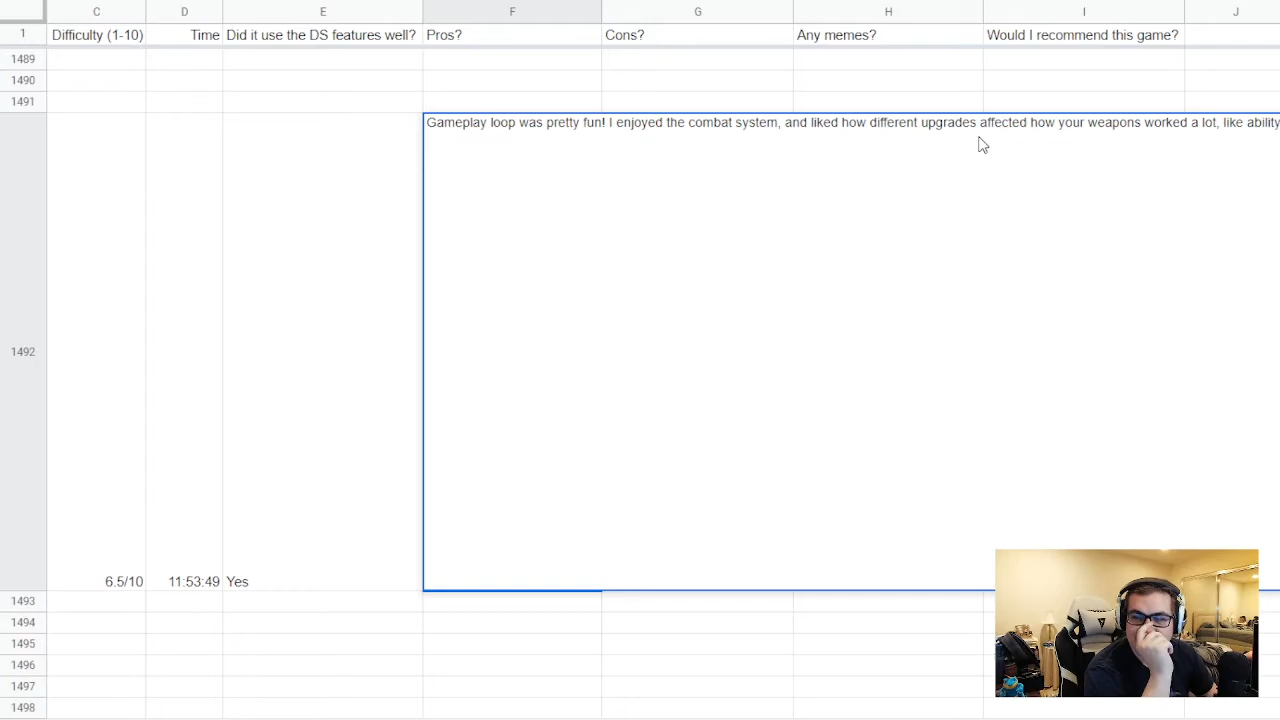 C D E F G H I J
1 Difficulty (1-10) Time Did it use the DS features well? Pros? Cons? Any memes? Would I recommend this game?
1489
1490
1491
Gameplay loop was pretty fun! I enjoyed the combat system, and liked how different upgrades affected how your weapons worked a lot, like ability
1492
6.5/10 11:53:49 Yes
1493
1494
1495
1496
1497
1498